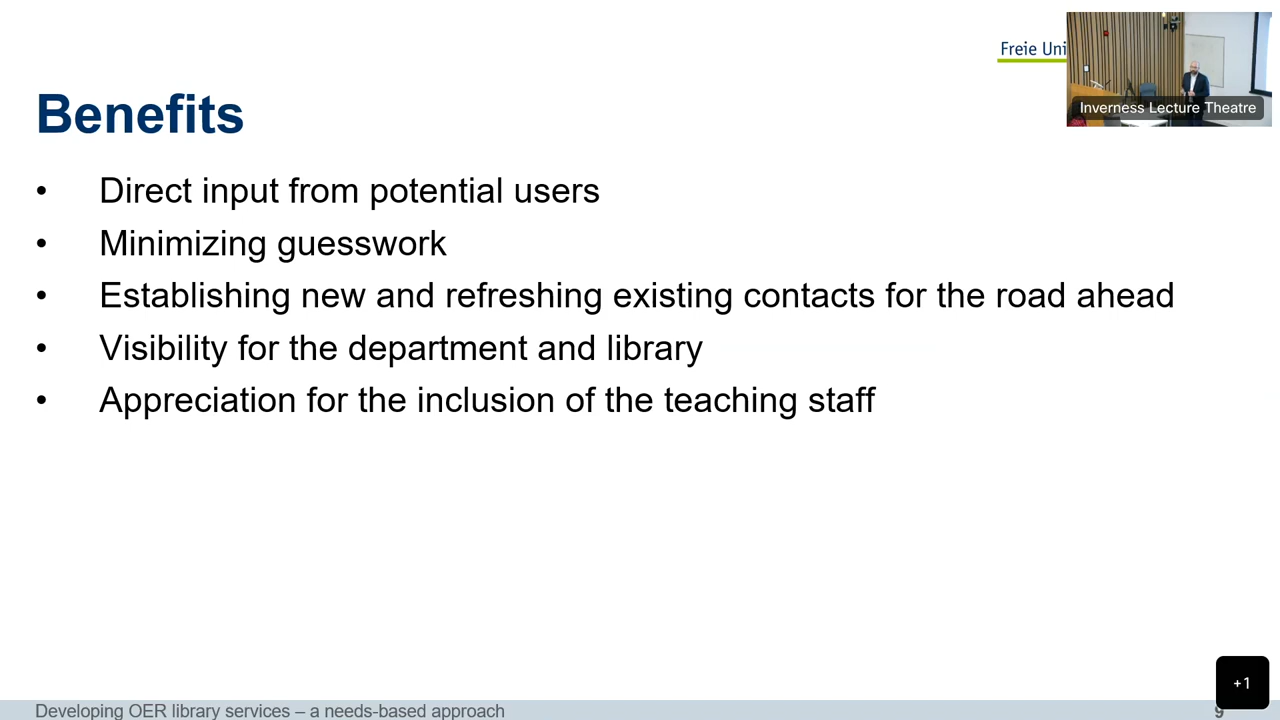 Freie Uni
Inverness Lecture Theatre
Benefits
• Direct input from potential users
• Minimizing guesswork
• Establishing new and refreshing existing contacts for the road ahead
• Visibility for the department and library
• Appreciation for the inclusion of the teaching staff
+1
Developing OER library services – a needs-based approach
9